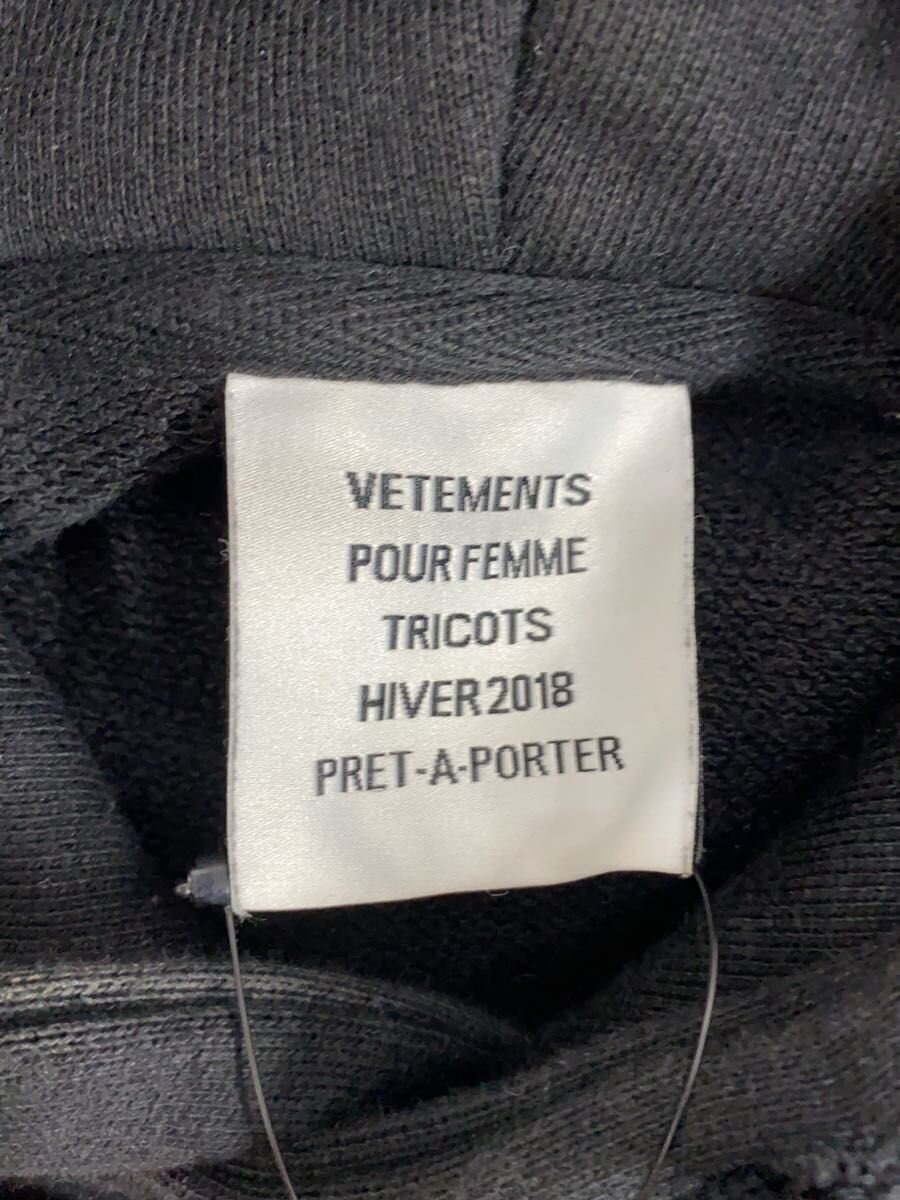 VETEMENTS
POUR FEMME
TRICOTS
HIVER 2018
PRET-A-PORTER